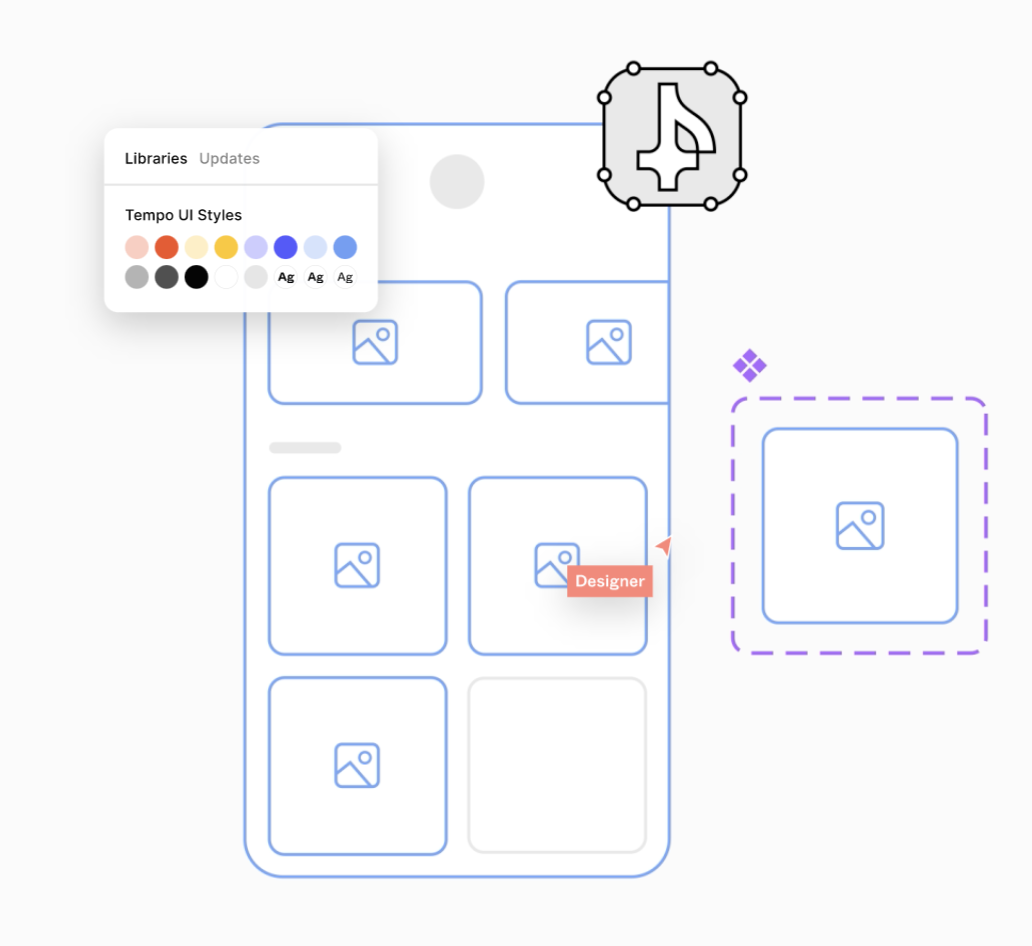 Libraries Updates
Tempo UI Styles
Ag Ag Ag
Designer